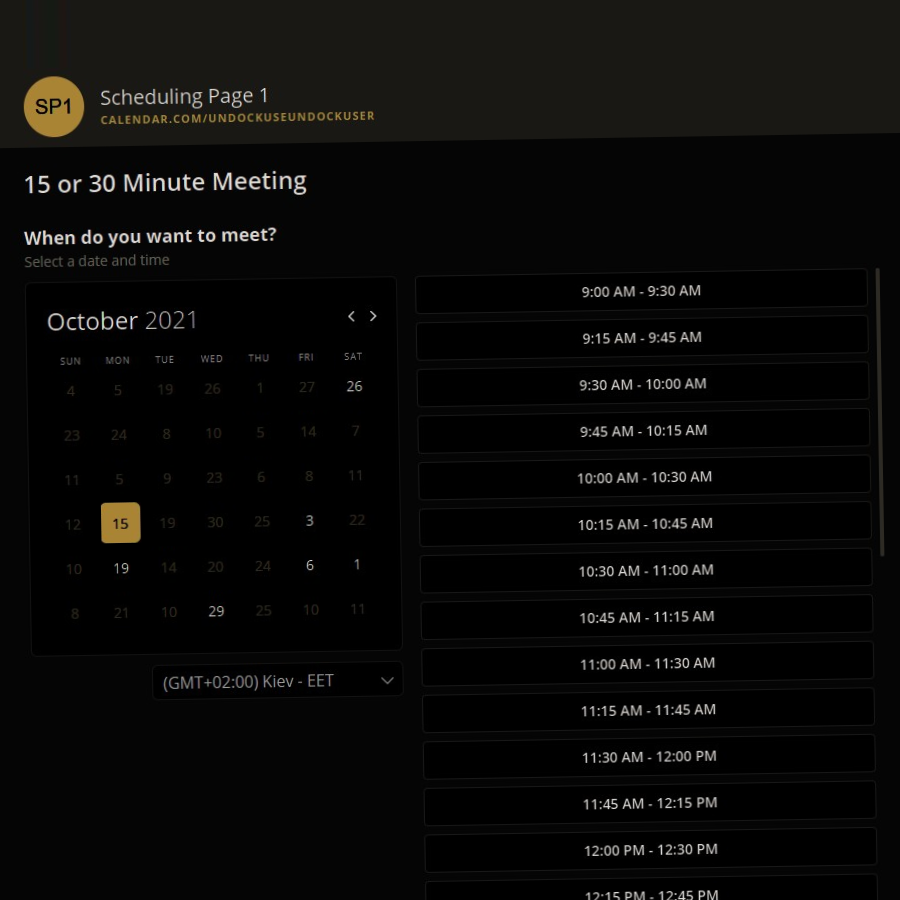 SP1
Scheduling Page 1
CALENDAR.COM/UNDOCKUSEUNDOCKUSER
15 or 30 Minute Meeting
When do you want to meet?
Select a date and time
October 2021
SUN MON TUE WED THU FRI SAT
4 5 19 26 1 27 26
23 24 8 10 5 14 7
11 5 9 23 6 8 11
12 15 19 30 25 3 22
10 19 14 20 24 6 1
8 21 10 29 25 10 11
(GMT+02:00) Kiev - EET
9:00 AM - 9:30 AM
9:15 AM - 9:45 AM
9:30 AM - 10:00 AM
9:45 AM - 10:15 AM
10:00 AM - 10:30 AM
10:15 AM - 10:45 AM
10:30 AM - 11:00 AM
10:45 AM - 11:15 AM
11:00 AM - 11:30 AM
11:15 AM - 11:45 AM
11:30 AM - 12:00 PM
11:45 AM - 12:15 PM
12:00 PM - 12:30 PM
12:15 PM - 12:45 PM